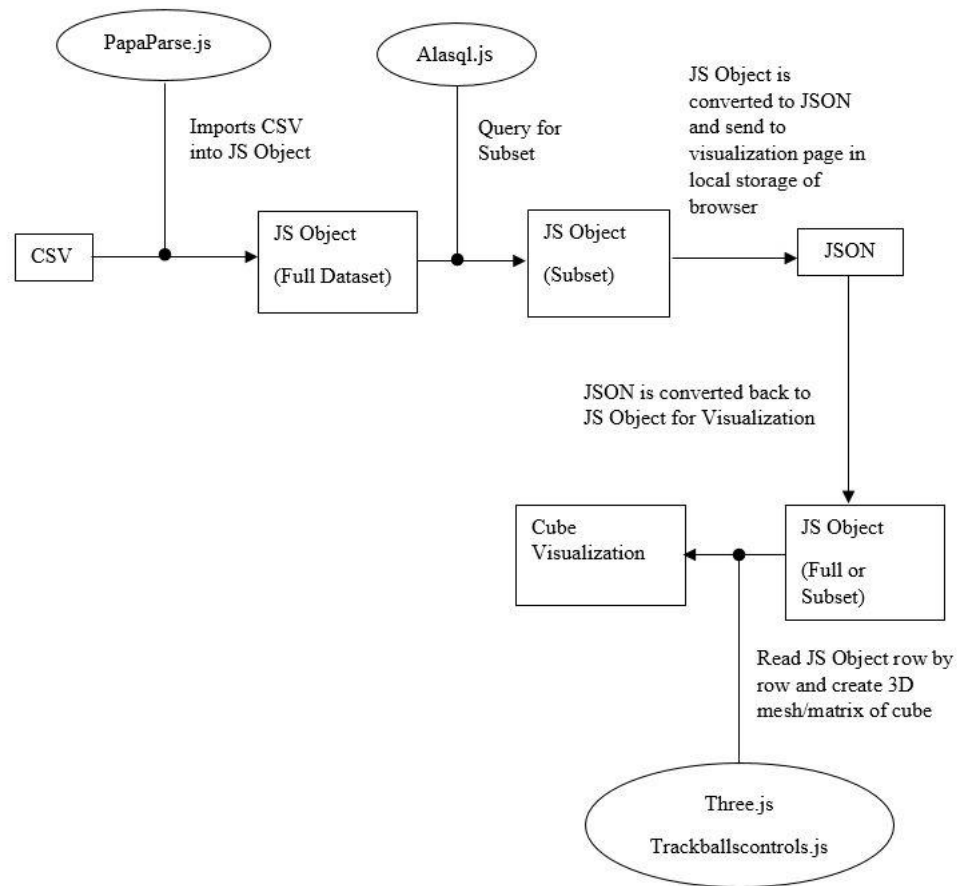 PapaParse.js
Alasql.js
JS Object is
converted to JSON
and send to
visualization page in
local storage of
browser
Imports CSV
into JS Object
Query for
Subset
CSV
JS Object
(Full Dataset)
JS Object
(Subset)
JSON
JSON is converted back to
JS Object for Visualization
Cube
Visualization
JS Object
(Full or
Subset)
Read JS Object row by
row and create 3D
mesh/matrix of cube
Three.js
Trackballscontrols.js